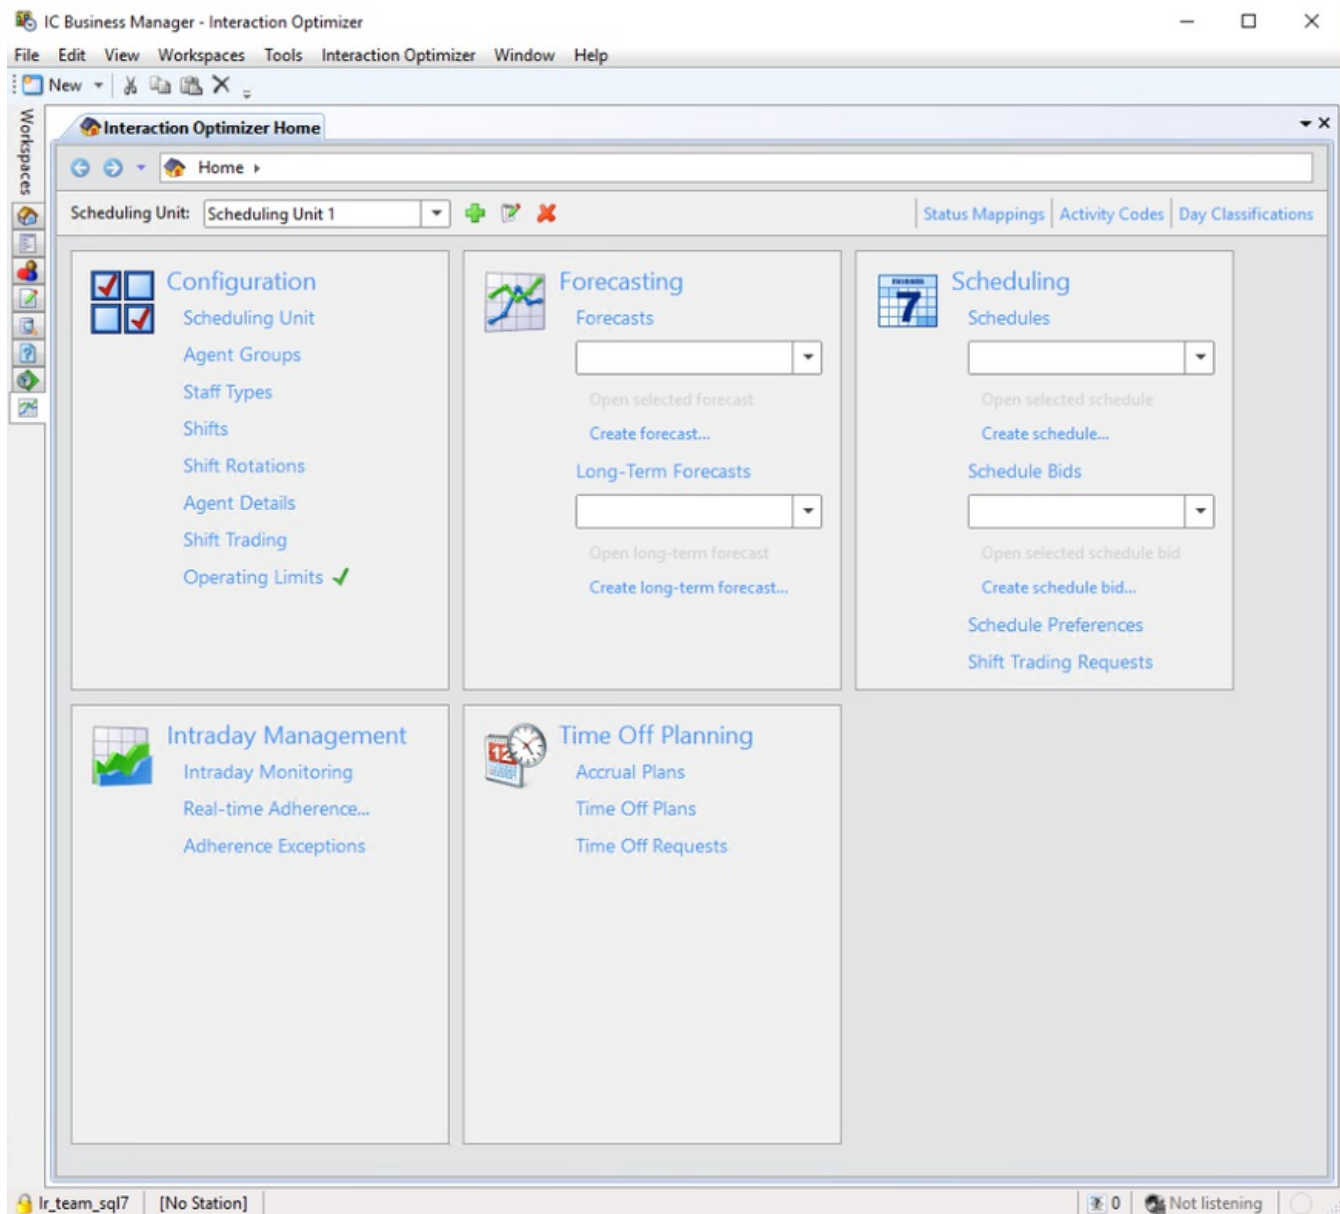 IC Business Manager - Interaction Optimizer
File Edit View Workspaces Tools Interaction Optimizer Window Help
New
Workspaces
Interaction Optimizer Home
Home
Scheduling Unit: Scheduling Unit 1
Status Mappings Activity Codes Day Classifications
Configuration
Scheduling Unit
Agent Groups
Staff Types
Shifts
Shift Rotations
Agent Details
Shift Trading
Operating Limits
Forecasting
Forecasts
Open selected forecast
Create forecast...
Long-Term Forecasts
Open long-term forecast
Create long-term forecast...
7
Scheduling
Schedules
Open selected schedule
Create schedule...
Schedule Bids
Open selected schedule bid
Create schedule bid...
Schedule Preferences
Shift Trading Requests
Intraday Management
Intraday Monitoring
Real-time Adherence...
Adherence Exceptions
12
Time Off Planning
Accrual Plans
Time Off Plans
Time Off Requests
lr_team_sql7 [No Station] 0 Not listening